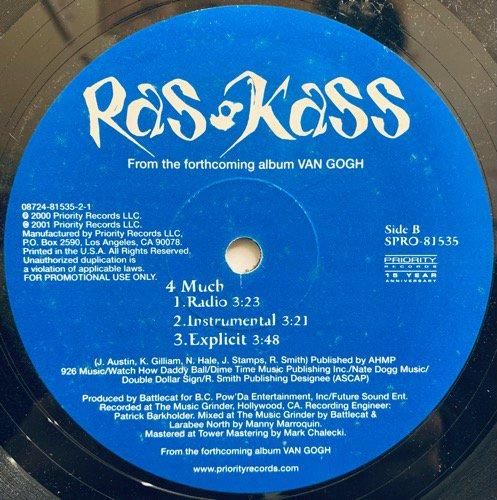 Ras Kass
From the forthcoming album VAN GOGH
08724-81535-2-1
℗ 2000 Priority Records LLC.
© 2001 Priority Records LLC.
Manufactured by Priority Records LLC,
P.O. Box 2590, Los Angeles, CA 90078.
Printed in the U.S.A. All Rights Reserved.
Unauthorized duplication is
a violation of applicable laws.
FOR PROMOTIONAL USE ONLY.
Side B
SPRO-81535
PRIORITY
RECORDS
15 YEAR
ANNIVERSARY
4 Much
1.Radio 3:23
2.Instrumental 3:21
3.Explicit 3:48
(J. Austin, K. Gilliam, N. Hale, J. Stamps, R. Smith) Published by AHMP
926 Music/Watch How Daddy Ball/Dime Time Music Publishing Inc./Nate Dogg Music/
Double Dollar Sign/R. Smith Publishing Designee (ASCAP)
Produced by Battlecat for B.C. Pow'Da Entertainment, Inc/Future Sound Ent.
Recorded at The Music Grinder, Hollywood, CA. Recording Engineer:
Patrick Barkholder. Mixed at The Music Grinder by Battlecat &
Larabee North by Manny Marroquin.
Mastered at Tower Mastering by Mark Chalecki.
From the forthcoming album VAN GOGH
www.priorityrecords.com